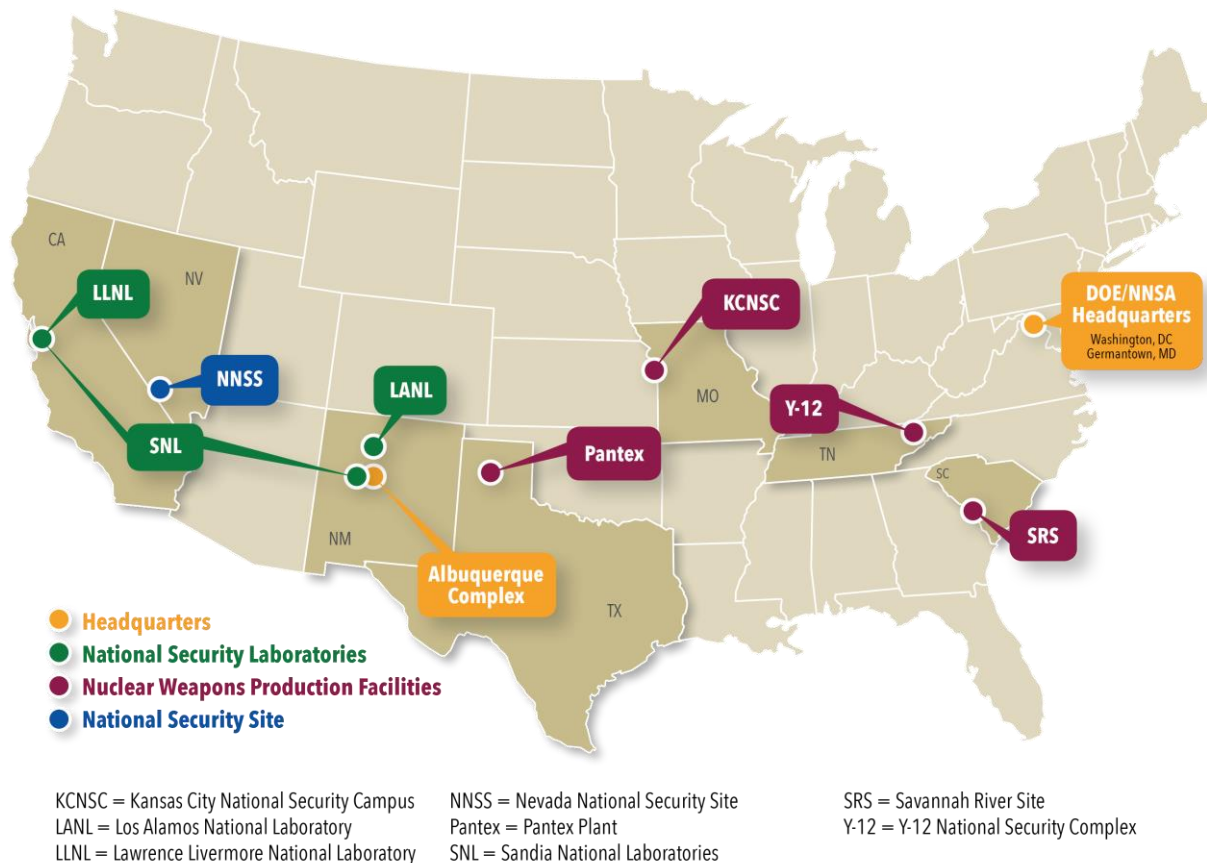 CA
NV
LLNL
KCNSC
DOE/NNSA
Headquarters
Washington, DC
Germantown, MD
NNSS
LANL
MO
Y-12
SNL
Pantex
TN
SC
NM
SRS
Albuquerque
Complex
TX
Headquarters
National Security Laboratories
Nuclear Weapons Production Facilities
National Security Site
KCNSC = Kansas City National Security Campus
LANL = Los Alamos National Laboratory
LLNL = Lawrence Livermore National Laboratory
NNSS = Nevada National Security Site
Pantex = Pantex Plant
SNL = Sandia National Laboratories
SRS = Savannah River Site
Y-12 = Y-12 National Security Complex